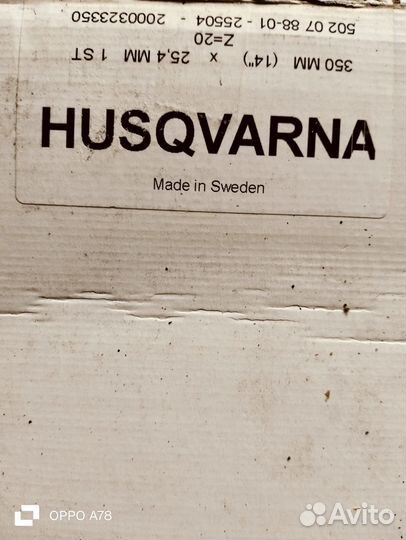 502 07 88-01 - 25504 - 2000323350
Z=20
350 MM (14") x 25,4 MM 1 ST
HUSQVARNA
Made in Sweden
OPPO A78
Avito